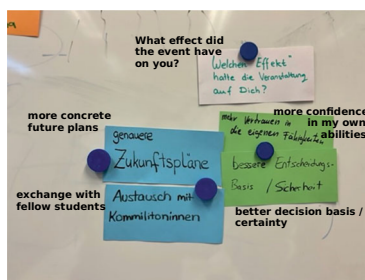 What effect did
the event have
on you?
Welchen Effekt
hatte die Veranstaltung
auf Dich?
more concrete
future plans
genauere
Zukunftspläne
more confidence
in my own
abilities
mehr Vertrauen in
die eigenen Fähigkeiten
bessere Entscheidungs-
Basis / Sicherheit
exchange with
fellow students
Austausch mit
Kommilitoninnen
better decision basis /
certainty